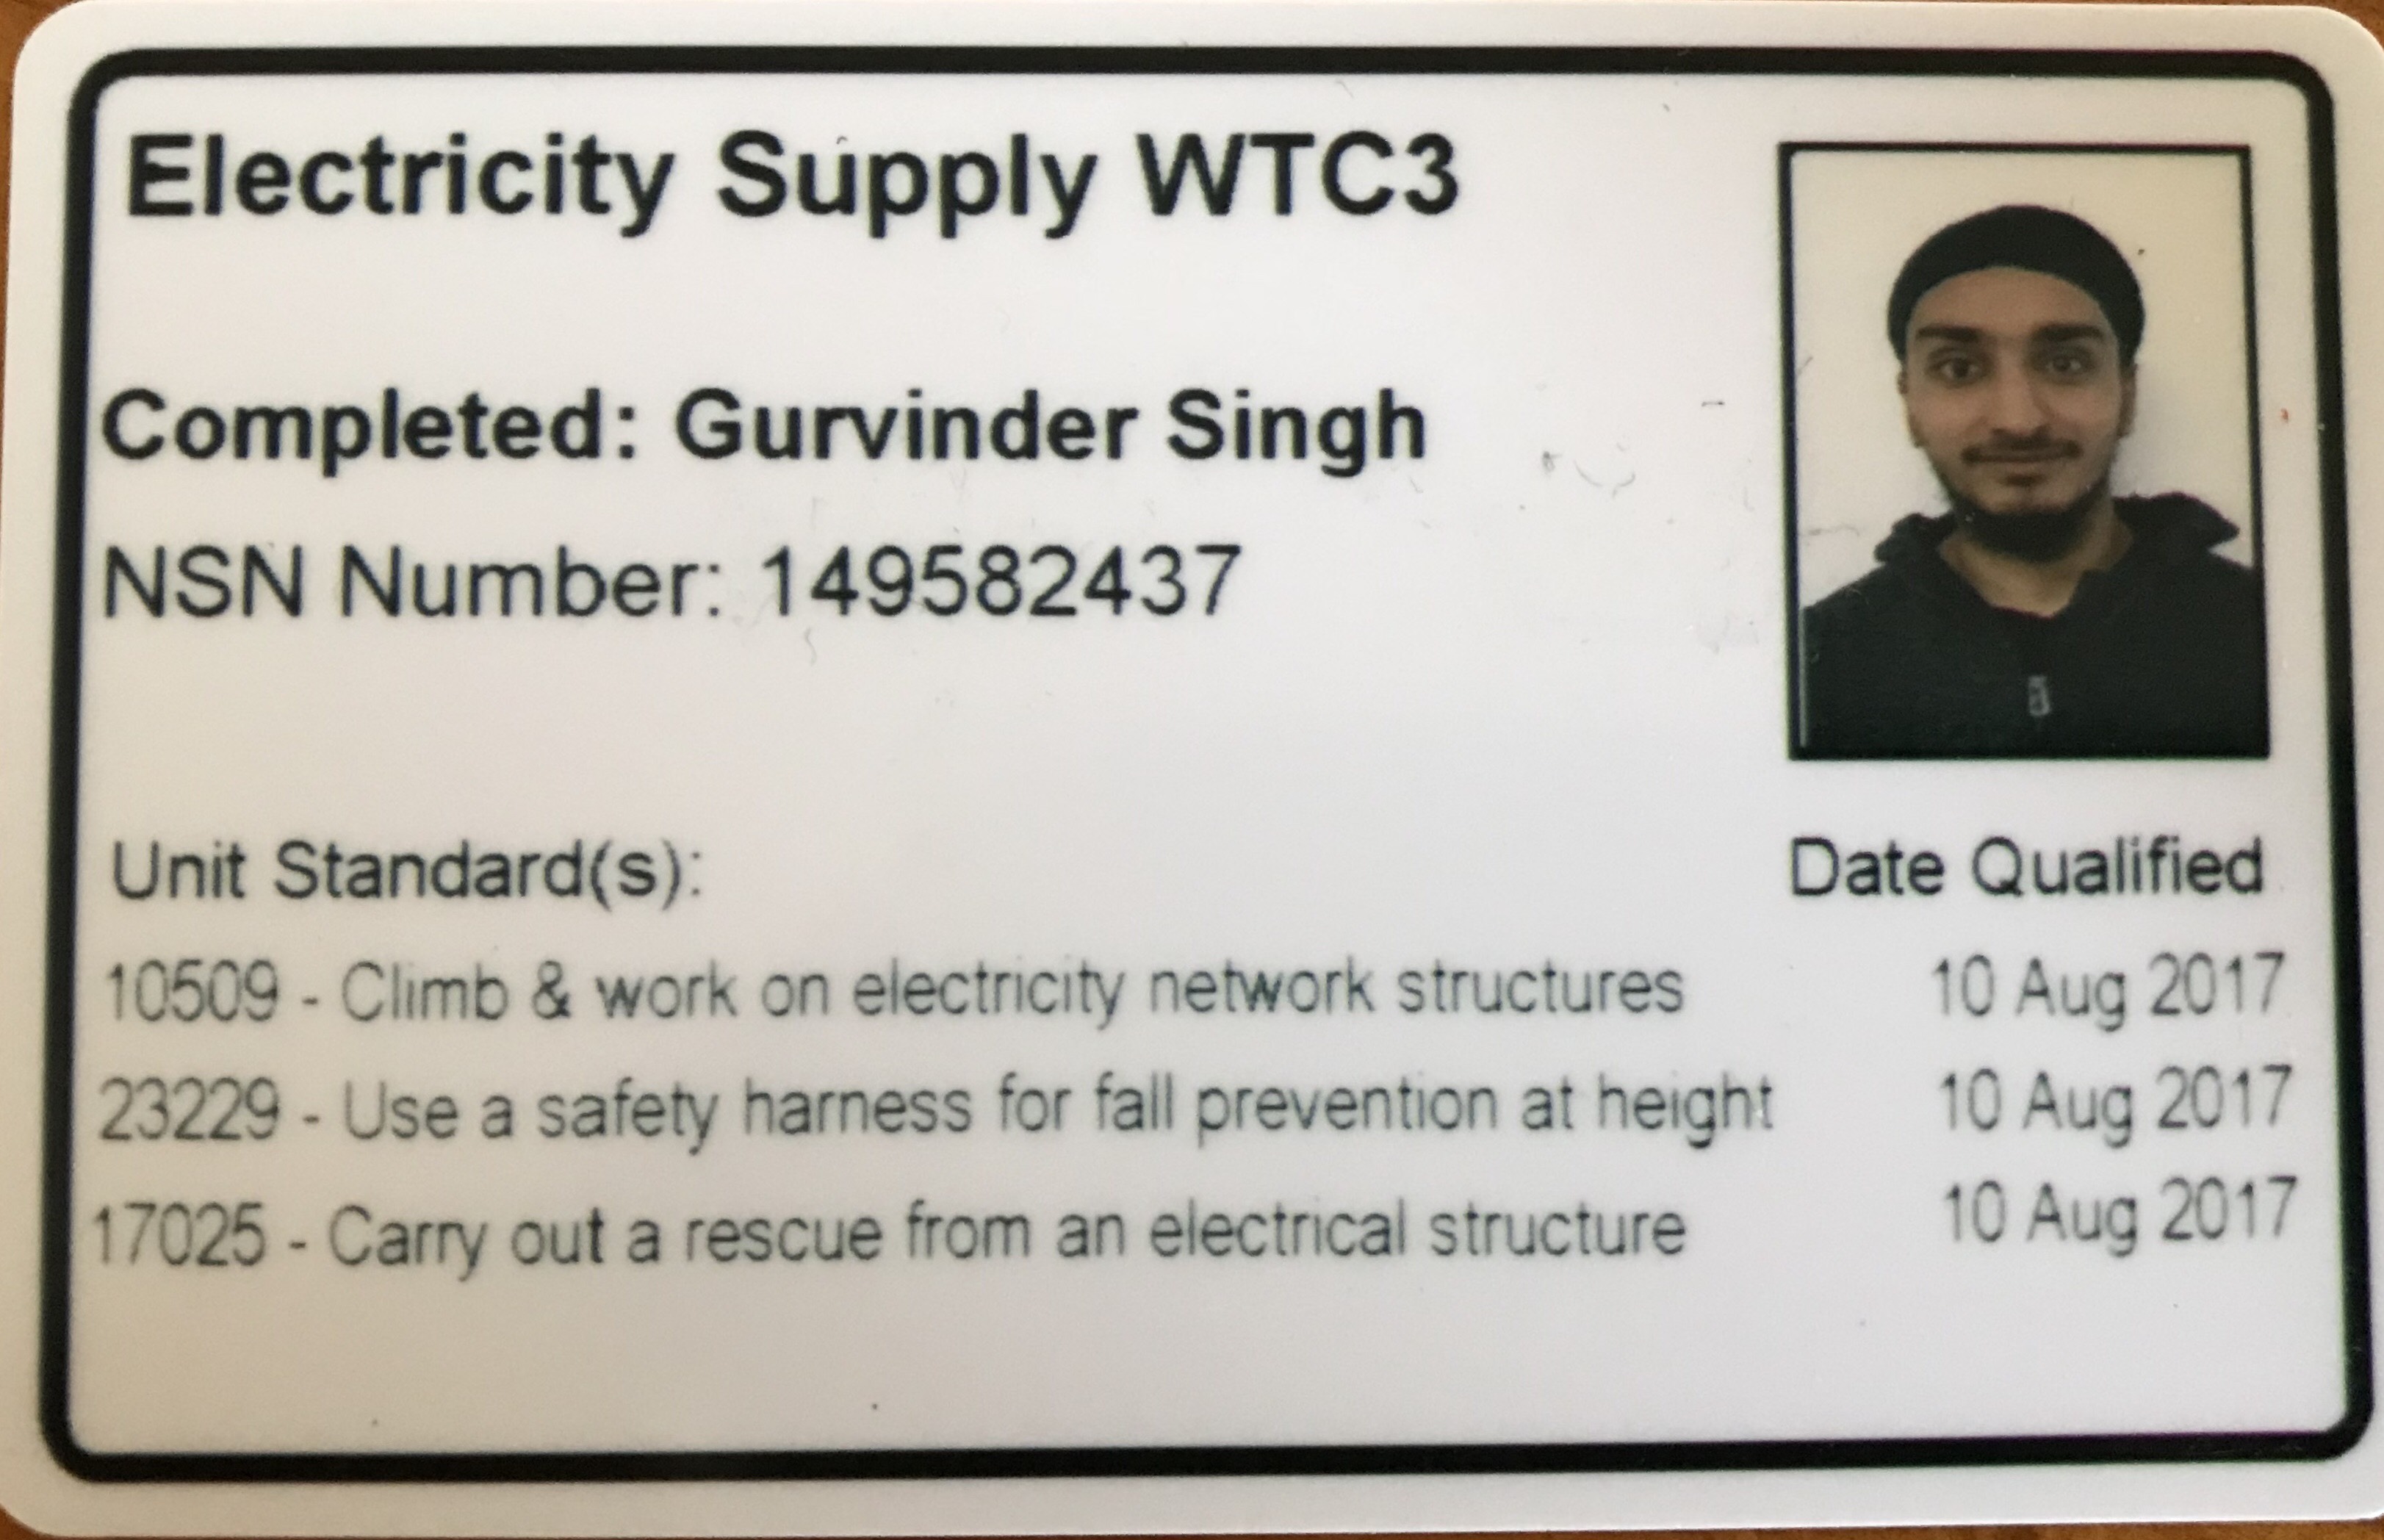 Electricity Supply WTC3
Completed: Gurvinder Singh
NSN Number: 149582437
Unit Standard(s): Date Qualified
10509 - Climb & work on electricity network structures 10 Aug 2017
23229 - Use a safety harness for fall prevention at height 10 Aug 2017
17025 - Carry out a rescue from an electrical structure 10 Aug 2017